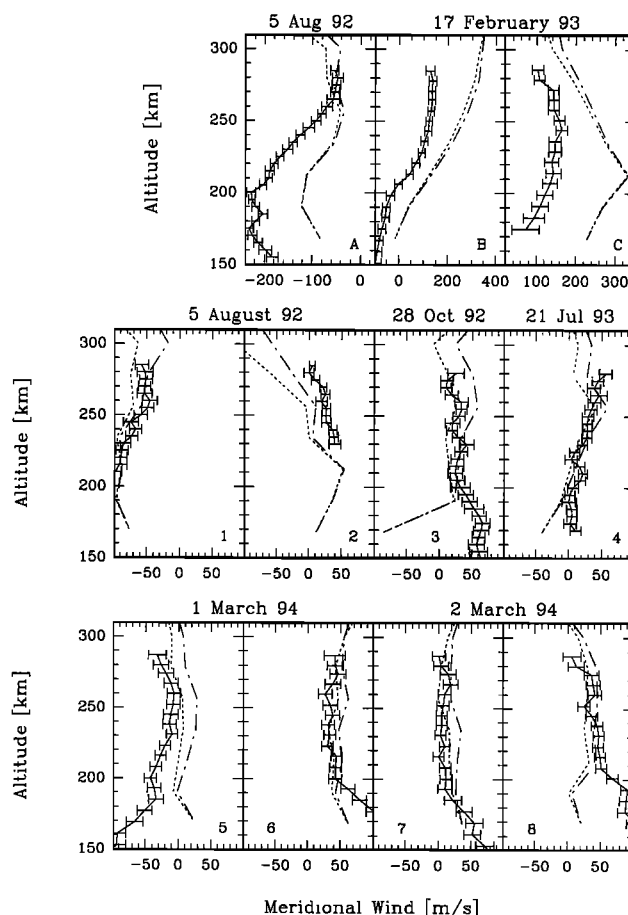 5 Aug 92 17 February 93
300
250
200
150
Altitude [km]
A B C
-200 -100 0 0 200 400 100 200 300
5 August 92 28 Oct 92 21 Jul 93
300
250
200
150
Altitude [km]
1 2 3 4
-50 0 50 -50 0 50 -50 0 50 -50 0 50
1 March 94 2 March 94
300
250
200
150
Altitude [km]
5 6 7 8
-50 0 50 -50 0 50 -50 0 50 -50 0 50
Meridional Wind [m/s]